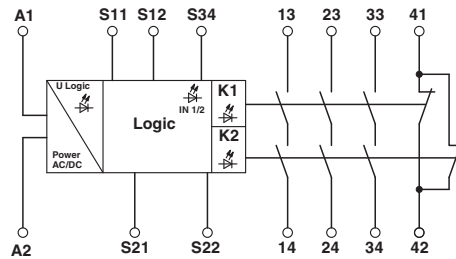 A1 S11 S12 S34 13 23 33 41
U Logic
IN 1/2
K1
Logic
K2
Power
AC/DC
A2 S21 S22 14 24 34 42